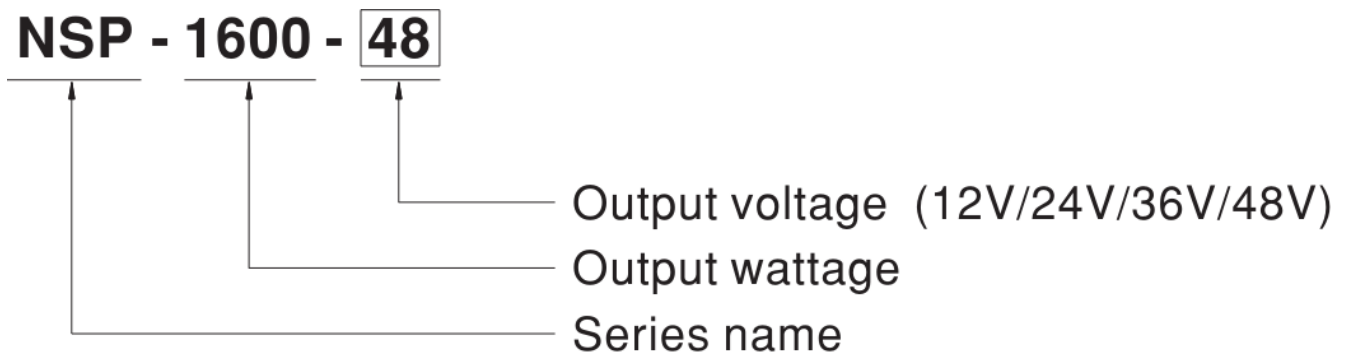 NSP - 1600 - 48
Output voltage (12V/24V/36V/48V)
Output wattage
Series name